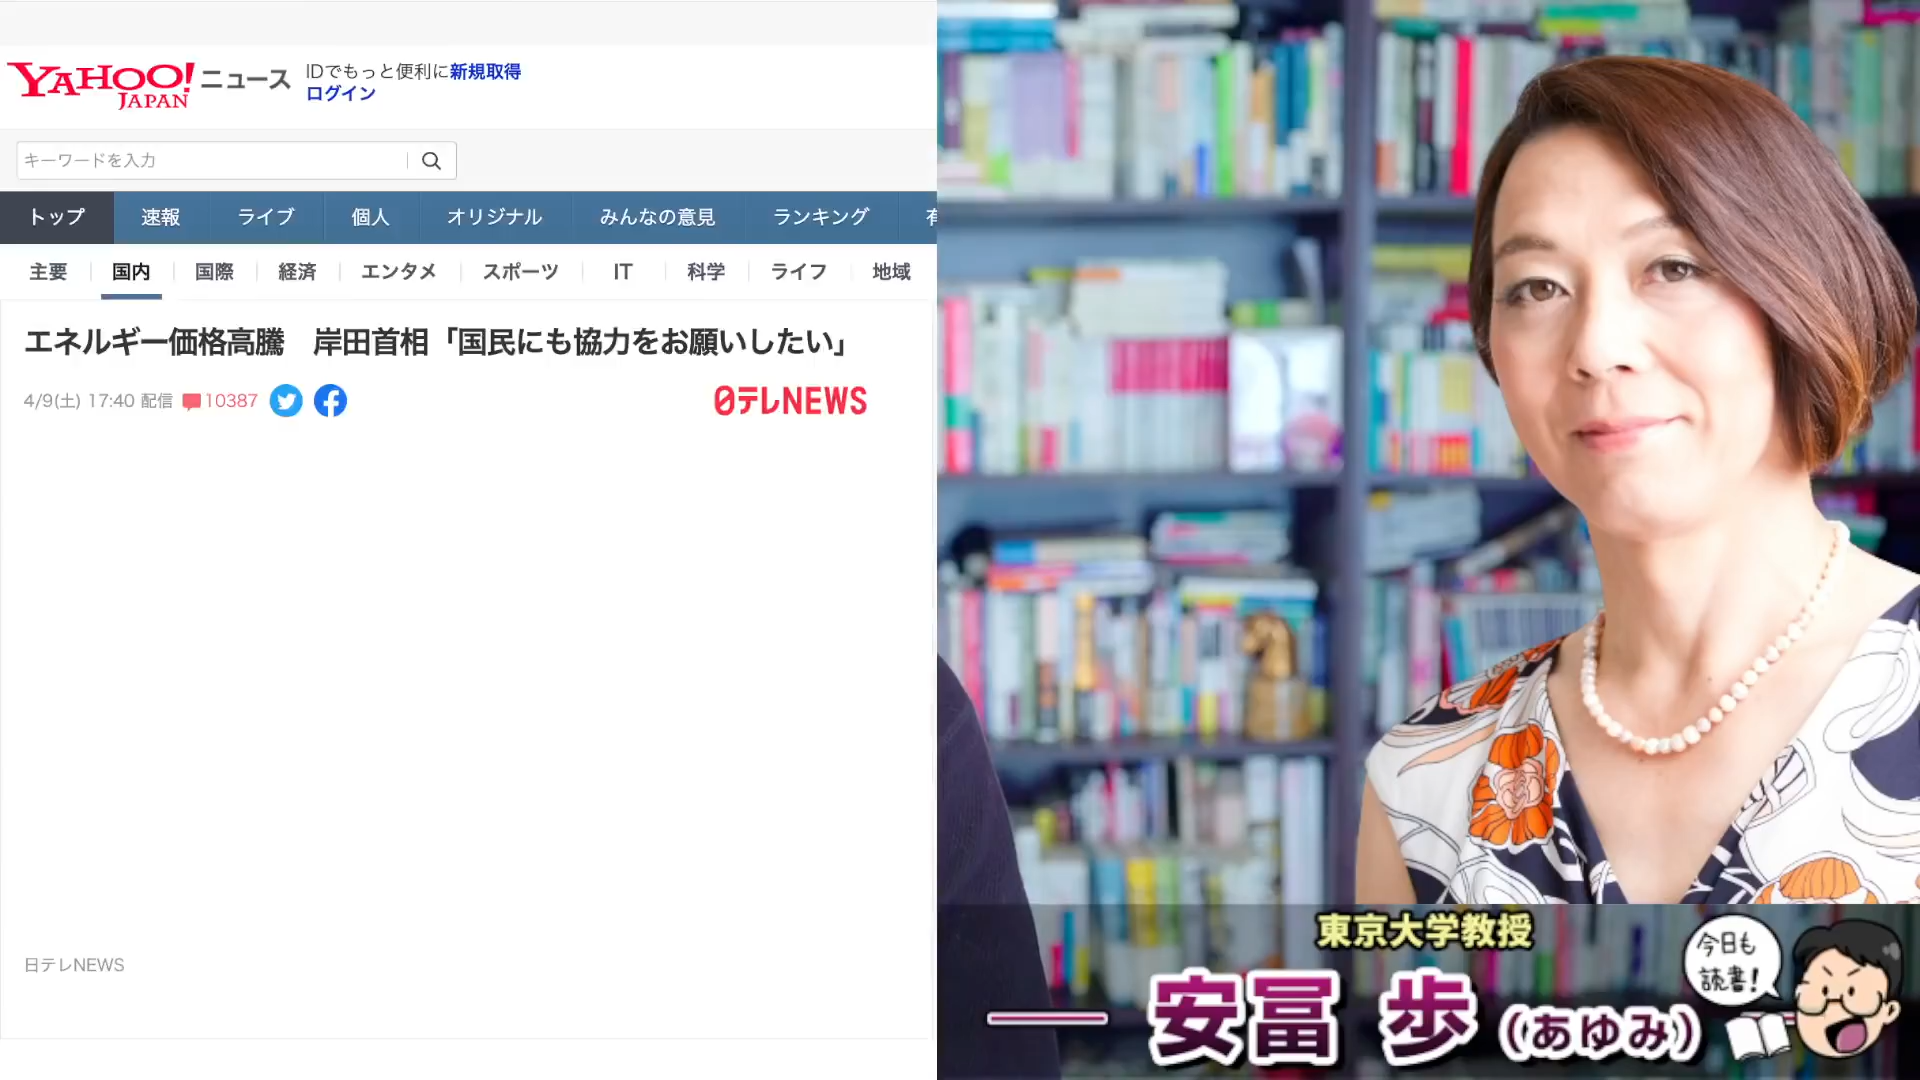 YAHOO! JAPAN ニュース
IDでもっと便利に新規取得
ログイン
キーワードを入力
トップ 速報 ライブ 個人 オリジナル みんなの意見 ランキング 有
主要 国内 国際 経済 エンタメ スポーツ IT 科学 ライフ 地域
エネルギー価格高騰　岸田首相「国民にも協力をお願いしたい」
4/9(土) 17:40 配信 10387
日テレNEWS
日テレNEWS
東京大学教授
安冨 歩 (あゆみ)
今日も
読書!